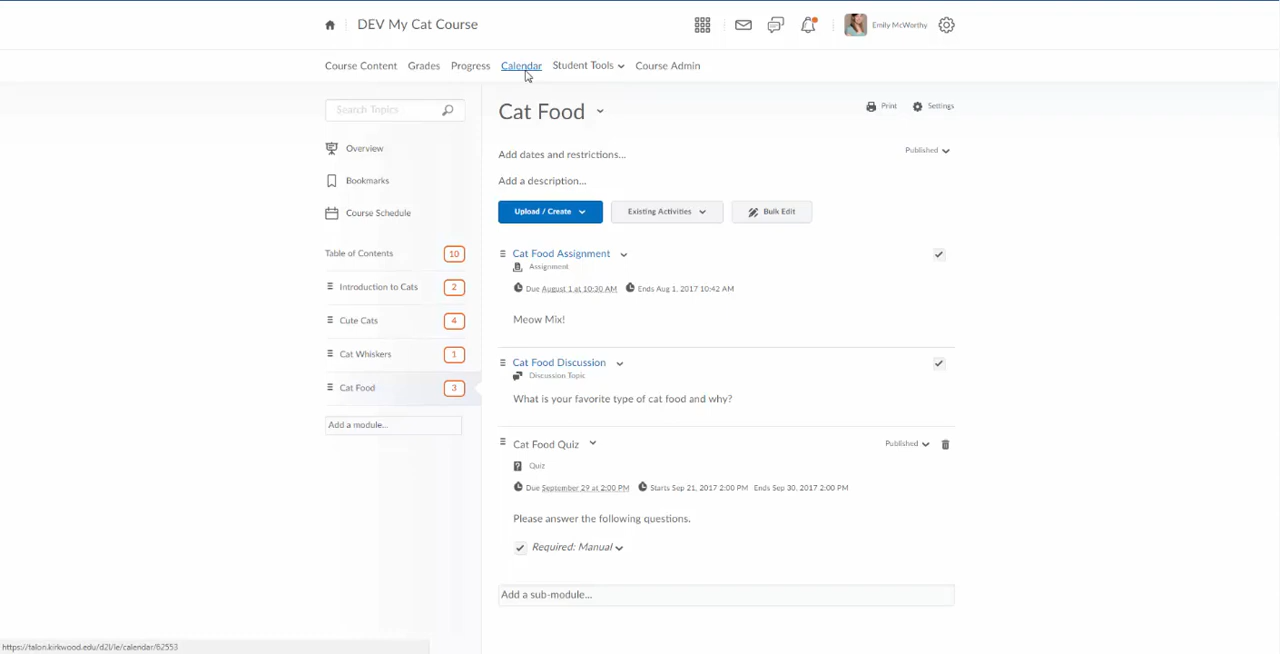 DEV My Cat Course
Emily McWorthy
Course Content Grades Progress Calendar Student Tools Course Admin
Search Topics
Overview
Bookmarks
Course Schedule
Table of Contents 10
Introduction to Cats 2
Cute Cats 4
Cat Whiskers 1
Cat Food 3
Add a module...
Cat Food
Print Settings
Add dates and restrictions...
Published
Add a description...
Upload / Create Existing Activities Bulk Edit
Cat Food Assignment
Assignment
Due August 1 at 10:30 AM Ends Aug 1, 2017 10:42 AM
Meow Mix!
Cat Food Discussion
Discussion Topic
What is your favorite type of cat food and why?
Cat Food Quiz
Published
Quiz
Due September 29 at 2:00 PM Starts Sep 21, 2017 2:00 PM Ends Sep 30, 2017 2:00 PM
Please answer the following questions.
Required: Manual
Add a sub-module...
https://talon.kirkwood.edu/d2l/le/calendar/62553